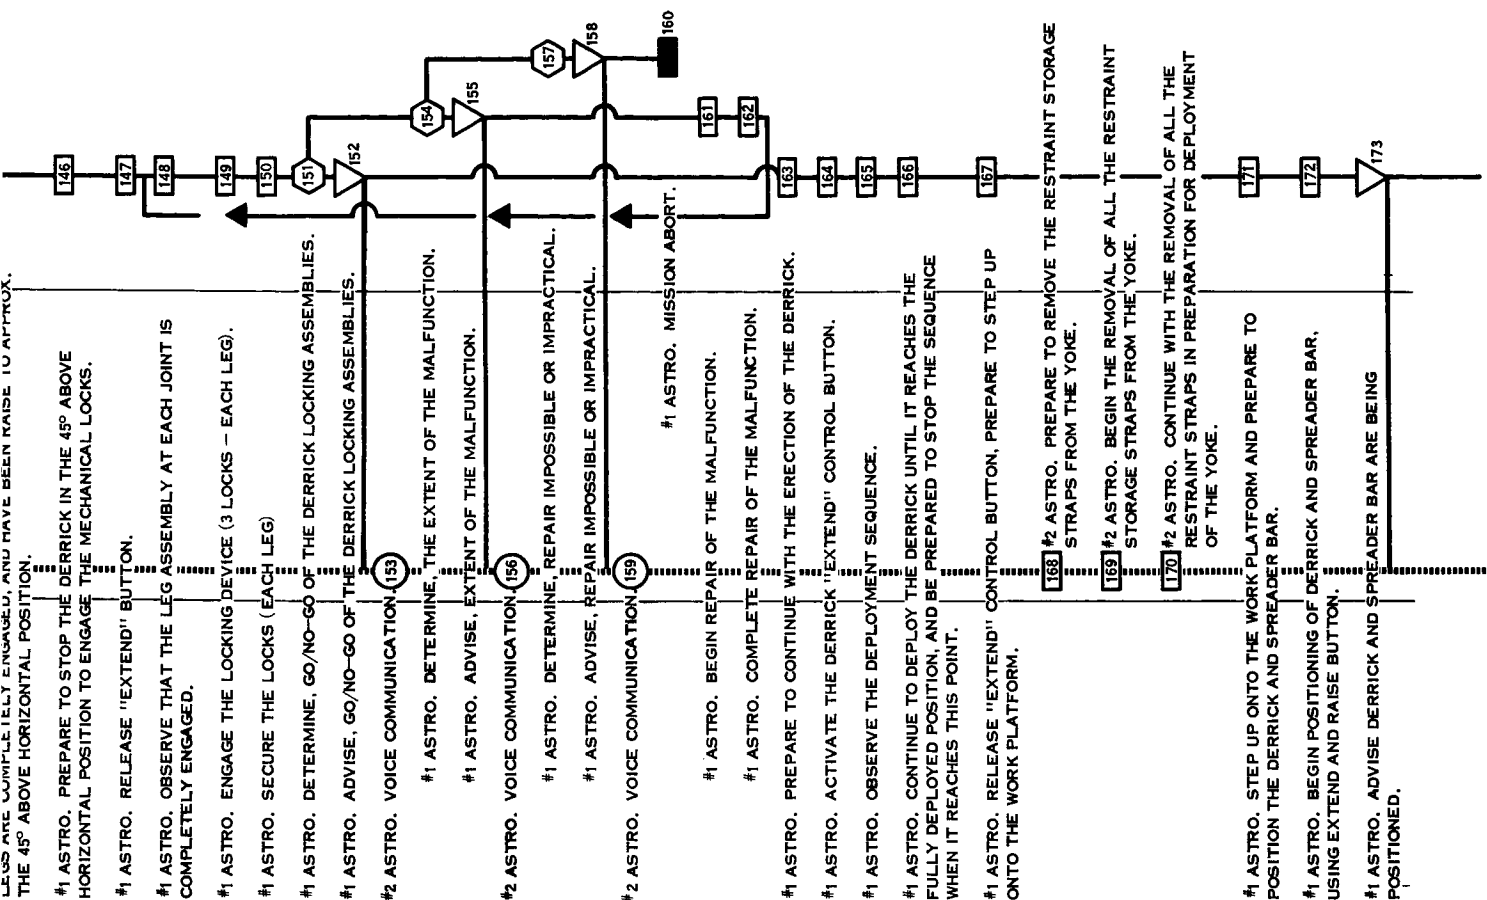 LEGS ARE COMPLETELY ENGAGED, AND HAVE BEEN RAISE TO APPROX.
THE 45° ABOVE HORIZONTAL POSITION.
#1 ASTRO. PREPARE TO STOP THE DERRICK IN THE 45° ABOVE
HORIZONTAL POSITION TO ENGAGE THE MECHANICAL LOCKS.
146
#1 ASTRO. RELEASE "EXTEND" BUTTON.
147
#1 ASTRO. OBSERVE THAT THE LEG ASSEMBLY AT EACH JOINT IS
COMPLETELY ENGAGED.
148
#1 ASTRO. ENGAGE THE LOCKING DEVICE (3 LOCKS – EACH LEG).
149
#1 ASTRO. SECURE THE LOCKS (EACH LEG)
150
#1 ASTRO. DETERMINE, GO/NO–GO OF THE DERRICK LOCKING ASSEMBLIES.
151
#1 ASTRO. ADVISE, GO/NO–GO OF THE DERRICK LOCKING ASSEMBLIES.
152
#2 ASTRO. VOICE COMMUNICATION.
153
#1 ASTRO. DETERMINE, THE EXTENT OF THE MALFUNCTION.
154
#1 ASTRO. ADVISE, EXTENT OF THE MALFUNCTION.
155
#2 ASTRO. VOICE COMMUNICATION.
156
#1 ASTRO. DETERMINE, REPAIR IMPOSSIBLE OR IMPRACTICAL.
157
#1 ASTRO. ADVISE, REPAIR IMPOSSIBLE OR IMPRACTICAL.
158
#2 ASTRO. VOICE COMMUNICATION.
159
#1 ASTRO. MISSION ABORT.
160
#1 ASTRO. BEGIN REPAIR OF THE MALFUNCTION.
161
#1 ASTRO. COMPLETE REPAIR OF THE MALFUNCTION.
162
#1 ASTRO. PREPARE TO CONTINUE WITH THE ERECTION OF THE DERRICK.
163
#1 ASTRO. ACTIVATE THE DERRICK "EXTEND" CONTROL BUTTON.
164
#1 ASTRO. OBSERVE THE DEPLOYMENT SEQUENCE.
165
#1 ASTRO. CONTINUE TO DEPLOY THE DERRICK UNTIL IT REACHES THE
FULLY DEPLOYED POSITION, AND BE PREPARED TO STOP THE SEQUENCE
WHEN IT REACHES THIS POINT.
166
#1 ASTRO. RELEASE "EXTEND" CONTROL BUTTON, PREPARE TO STEP UP
ONTO THE WORK PLATFORM.
167
168
#2 ASTRO. PREPARE TO REMOVE THE RESTRAINT STORAGE
STRAPS FROM THE YOKE.
169
#2 ASTRO. BEGIN THE REMOVAL OF ALL THE RESTRAINT
STORAGE STRAPS FROM THE YOKE.
170
#2 ASTRO. CONTINUE WITH THE REMOVAL OF ALL THE
RESTRAINT STRAPS IN PREPARATION FOR DEPLOYMENT
OF THE YOKE.
#1 ASTRO. STEP UP ONTO THE WORK PLATFORM AND PREPARE TO
POSITION THE DERRICK AND SPREADER BAR.
171
#1 ASTRO. BEGIN POSITIONING OF DERRICK AND SPREADER BAR,
USING EXTEND AND RAISE BUTTON.
172
#1 ASTRO. ADVISE DERRICK AND SPREADER BAR ARE BEING
POSITIONED.
173